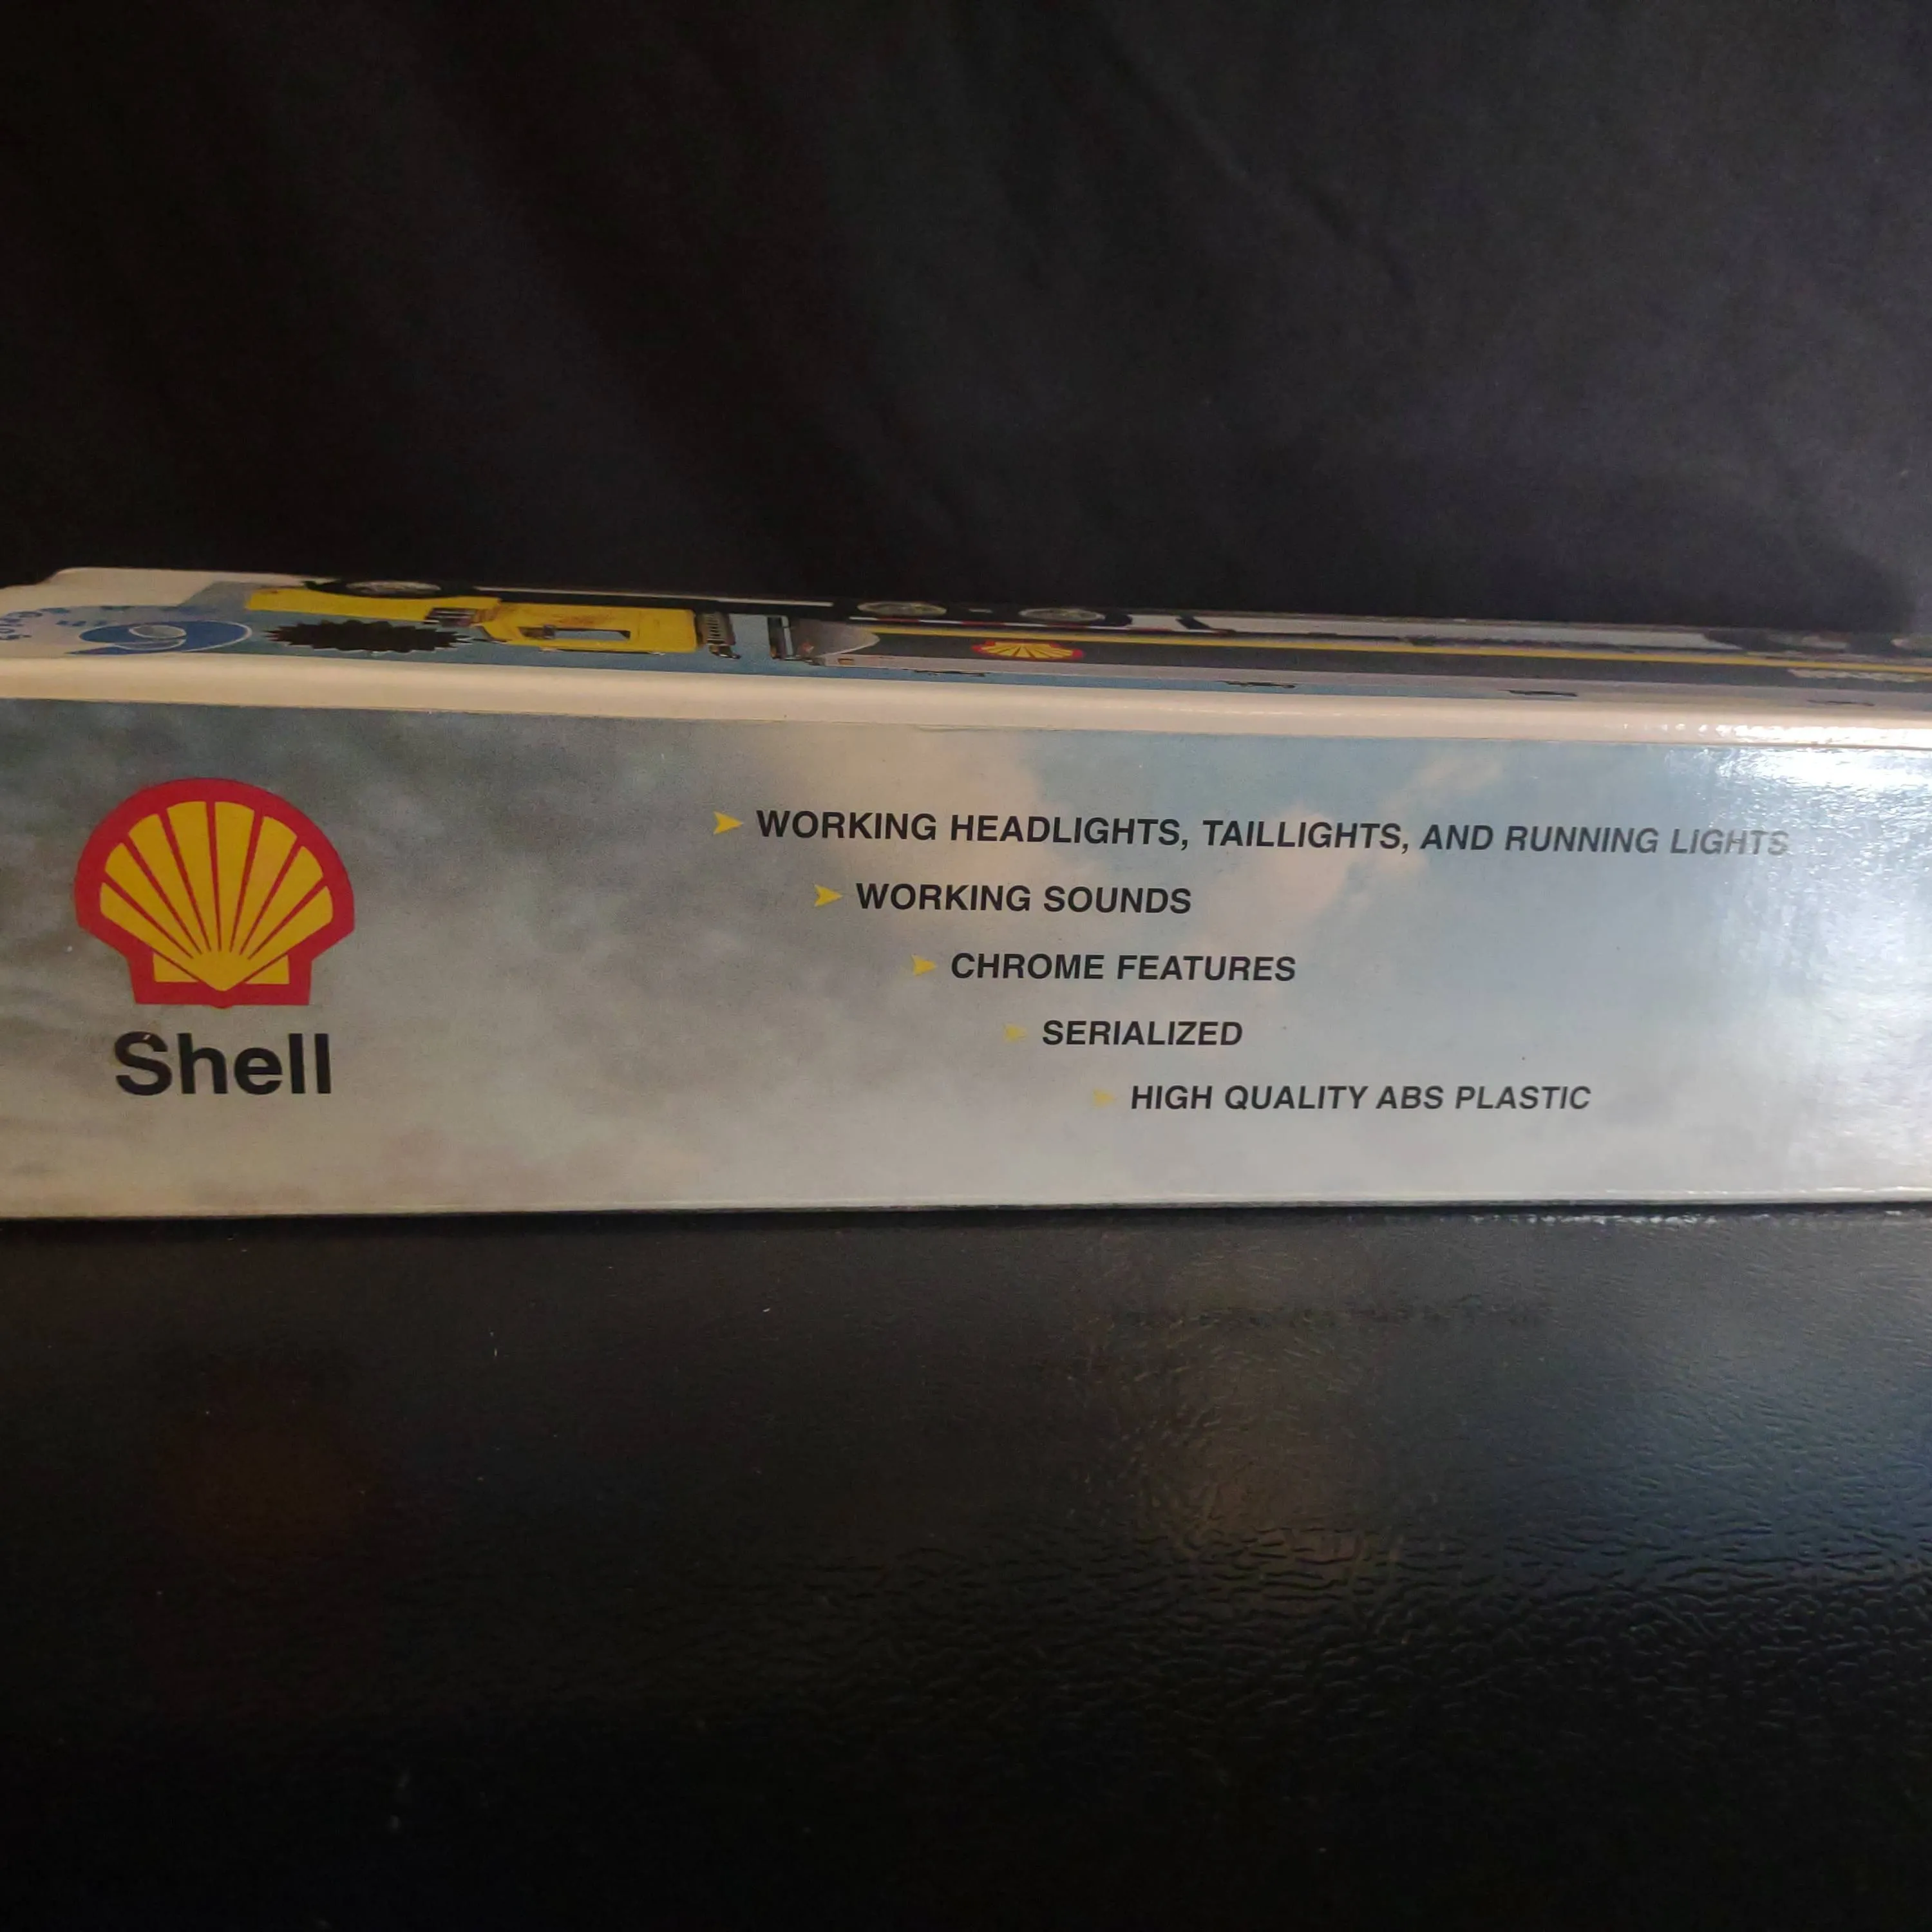 WORKING HEADLIGHTS, TAILLIGHTS, AND RUNNING LIGHTS
WORKING SOUNDS
CHROME FEATURES
SERIALIZED
HIGH QUALITY ABS PLASTIC
Shell